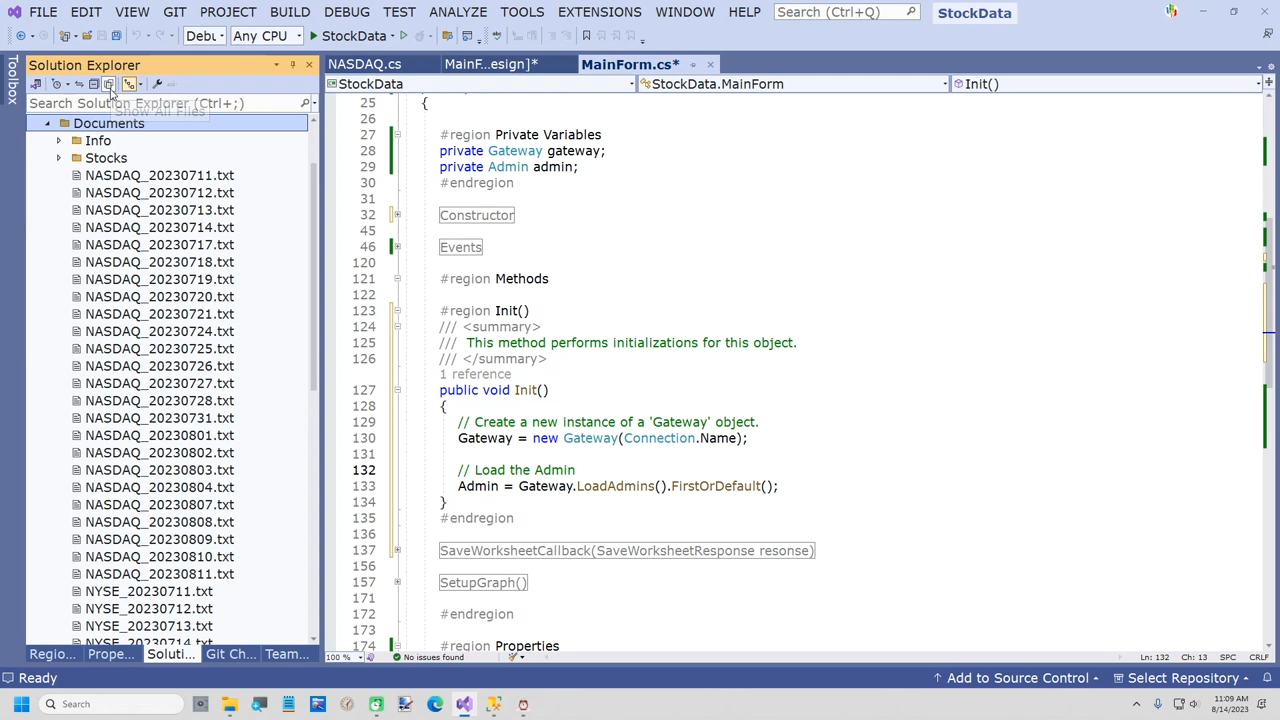 FILE EDIT VIEW GIT PROJECT BUILD DEBUG TEST ANALYZE TOOLS EXTENSIONS WINDOW HELP Search (Ctrl+Q) StockData
Debu Any CPU StockData
Toolbox
Solution Explorer
Search Solution Explorer (Ctrl+;)
Show All Files
Documents
Info
Stocks
NASDAQ_20230711.txt
NASDAQ_20230712.txt
NASDAQ_20230713.txt
NASDAQ_20230714.txt
NASDAQ_20230717.txt
NASDAQ_20230718.txt
NASDAQ_20230719.txt
NASDAQ_20230720.txt
NASDAQ_20230721.txt
NASDAQ_20230724.txt
NASDAQ_20230725.txt
NASDAQ_20230726.txt
NASDAQ_20230727.txt
NASDAQ_20230728.txt
NASDAQ_20230731.txt
NASDAQ_20230801.txt
NASDAQ_20230802.txt
NASDAQ_20230803.txt
NASDAQ_20230804.txt
NASDAQ_20230807.txt
NASDAQ_20230808.txt
NASDAQ_20230809.txt
NASDAQ_20230810.txt
NASDAQ_20230811.txt
NYSE_20230711.txt
NYSE_20230712.txt
NYSE_20230713.txt
NYSE_20230714.txt
Regio... Prope... Soluti... Git Ch... Team...
NASDAQ.cs MainF...esign]* MainForm.cs*
StockData StockData.MainForm Init()
25 {
26
27 #region Private Variables
28 private Gateway gateway;
29 private Admin admin;
30 #endregion
31
32 Constructor
45
46 Events
120
121 #region Methods
122
123 #region Init()
124 /// <summary>
125 /// This method performs initializations for this object.
126 /// </summary>
1 reference
127 public void Init()
128 {
129 // Create a new instance of a 'Gateway' object.
130 Gateway = new Gateway(Connection.Name);
131
132 // Load the Admin
133 Admin = Gateway.LoadAdmins().FirstOrDefault();
134 }
135 #endregion
136
137 SaveWorksheetCallback(SaveWorksheetResponse resonse)
156
157 SetupGraph()
171
172 #endregion
173
174 #region Properties
100 % No issues found Ln: 132 Ch: 13 SPC CRLF
Ready Add to Source Control Select Repository
Search 11:09 AM
8/14/2023